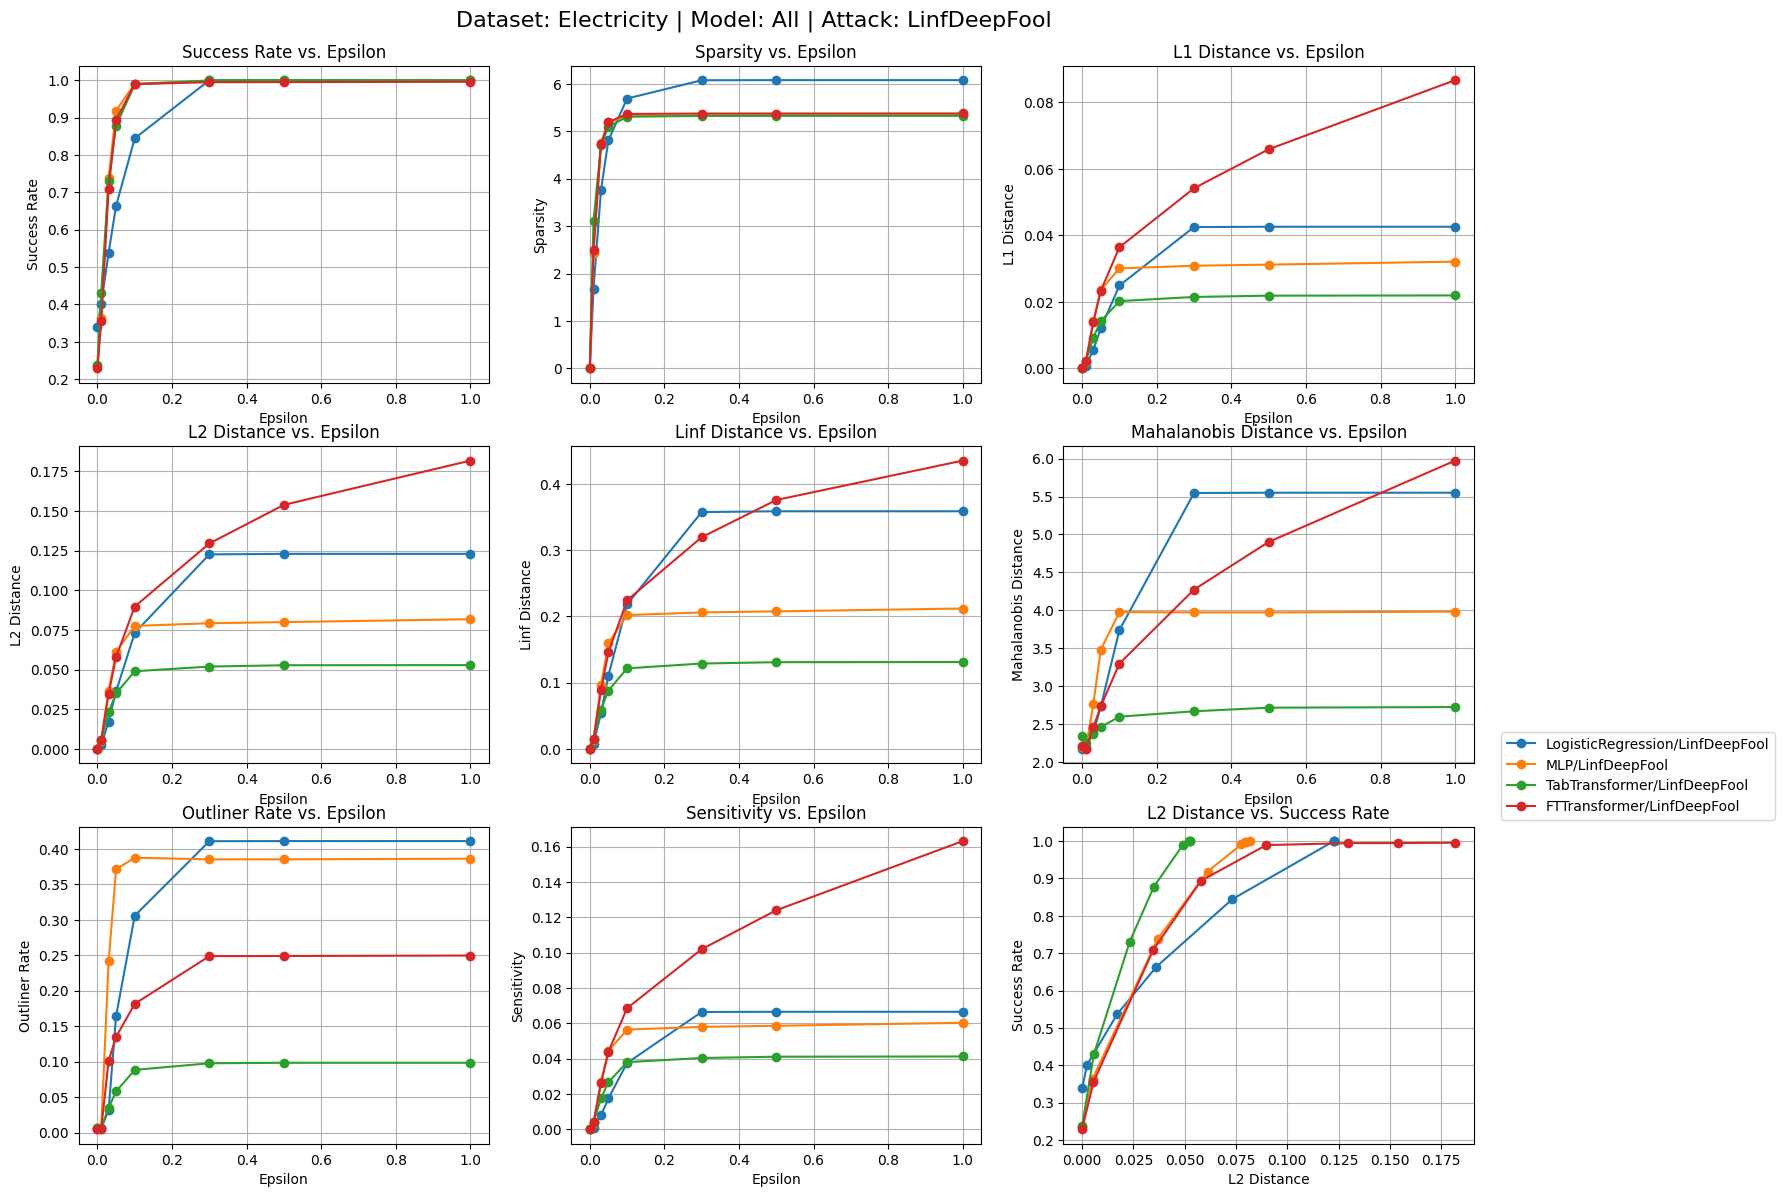 Dataset: Electricity | Model: All | Attack: LinfDeepFool
Success Rate vs. Epsilon
Success Rate
1.0
0.9
0.8
0.7
0.6
0.5
0.4
0.3
0.2
0.0 0.2 0.4 0.6 0.8 1.0
Epsilon
Sparsity vs. Epsilon
Sparsity
6
5
4
3
2
1
0
0.0 0.2 0.4 0.6 0.8 1.0
Epsilon
L1 Distance vs. Epsilon
L1 Distance
0.08
0.06
0.04
0.02
0.00
0.0 0.2 0.4 0.6 0.8 1.0
Epsilon
L2 Distance vs. Epsilon
L2 Distance
0.175
0.150
0.125
0.100
0.075
0.050
0.025
0.000
0.0 0.2 0.4 0.6 0.8 1.0
Epsilon
Linf Distance vs. Epsilon
Linf Distance
0.4
0.3
0.2
0.1
0.0
0.0 0.2 0.4 0.6 0.8 1.0
Epsilon
Mahalanobis Distance vs. Epsilon
Mahalanobis Distance
6.0
5.5
5.0
4.5
4.0
3.5
3.0
2.5
2.0
0.0 0.2 0.4 0.6 0.8 1.0
Epsilon
LogisticRegression/LinfDeepFool
MLP/LinfDeepFool
TabTransformer/LinfDeepFool
FTTransformer/LinfDeepFool
Outliner Rate vs. Epsilon
Outliner Rate
0.40
0.35
0.30
0.25
0.20
0.15
0.10
0.05
0.00
0.0 0.2 0.4 0.6 0.8 1.0
Epsilon
Sensitivity vs. Epsilon
Sensitivity
0.16
0.14
0.12
0.10
0.08
0.06
0.04
0.02
0.00
0.0 0.2 0.4 0.6 0.8 1.0
Epsilon
L2 Distance vs. Success Rate
Success Rate
1.0
0.9
0.8
0.7
0.6
0.5
0.4
0.3
0.2
0.000 0.025 0.050 0.075 0.100 0.125 0.150 0.175
L2 Distance